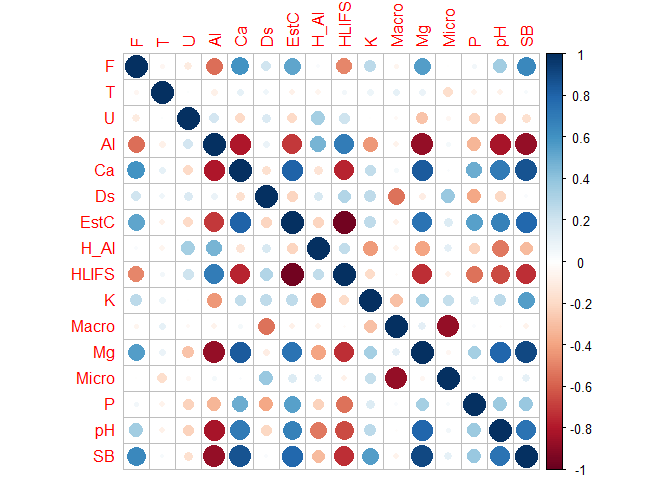 F T U Al Ca Ds EstC H_Al HLIFS K Macro Mg Micro P pH SB
F
T
U
Al
Ca
Ds
EstC
H_Al
HLIFS
K
Macro
Mg
Micro
P
pH
SB
1
0.8
0.6
0.4
0.2
0
-0.2
-0.4
-0.6
-0.8
-1